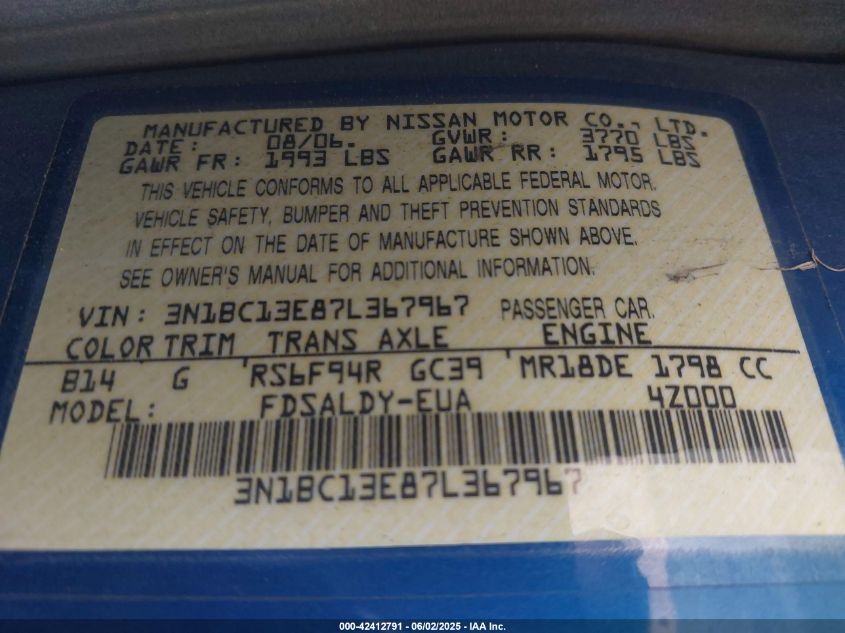 MANUFACTURED BY NISSAN MOTOR CO., LTD.
DATE: 08/06. GVWR: 3770 LBS
GAWR FR: 1993 LBS GAWR RR: 1795 LBS
THIS VEHICLE CONFORMS TO ALL APPLICABLE FEDERAL MOTOR.
VEHICLE SAFETY, BUMPER AND THEFT PREVENTION STANDARDS
IN EFFECT ON THE DATE OF MANUFACTURE SHOWN ABOVE.
SEE OWNER'S MANUAL FOR ADDITIONAL INFORMATION.
VIN: 3N1BC13E87L367967 PASSENGER CAR.
COLOR TRIM TRANS AXLE ENGINE
B14 G RS6F94R GC39 MR18DE 1798 CC
MODEL: FDSALDY-EUA 4Z000
3N1BC13E87L367967
000-42412791 - 06/02/2025 - IAA Inc.